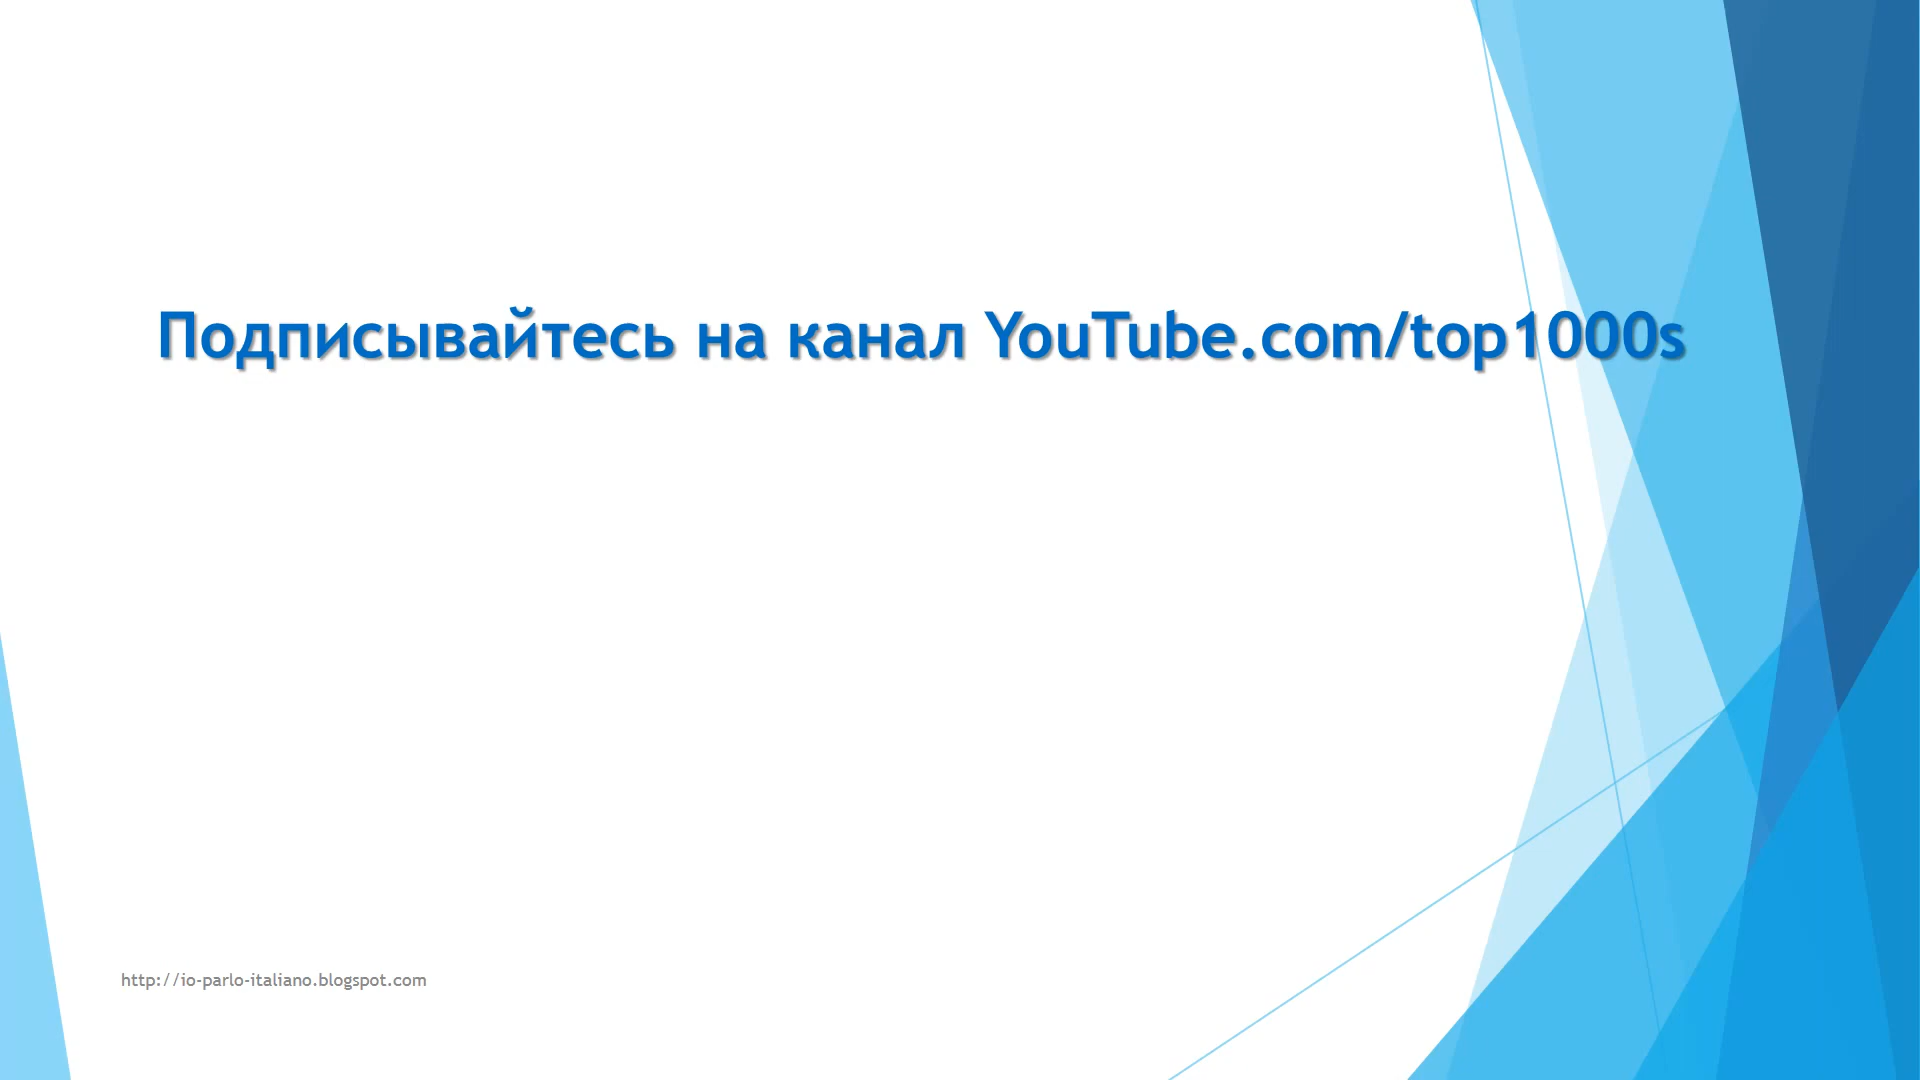 Подписывайтесь на канал YouTube.com/top1000s
http://io-parlo-italiano.blogspot.com